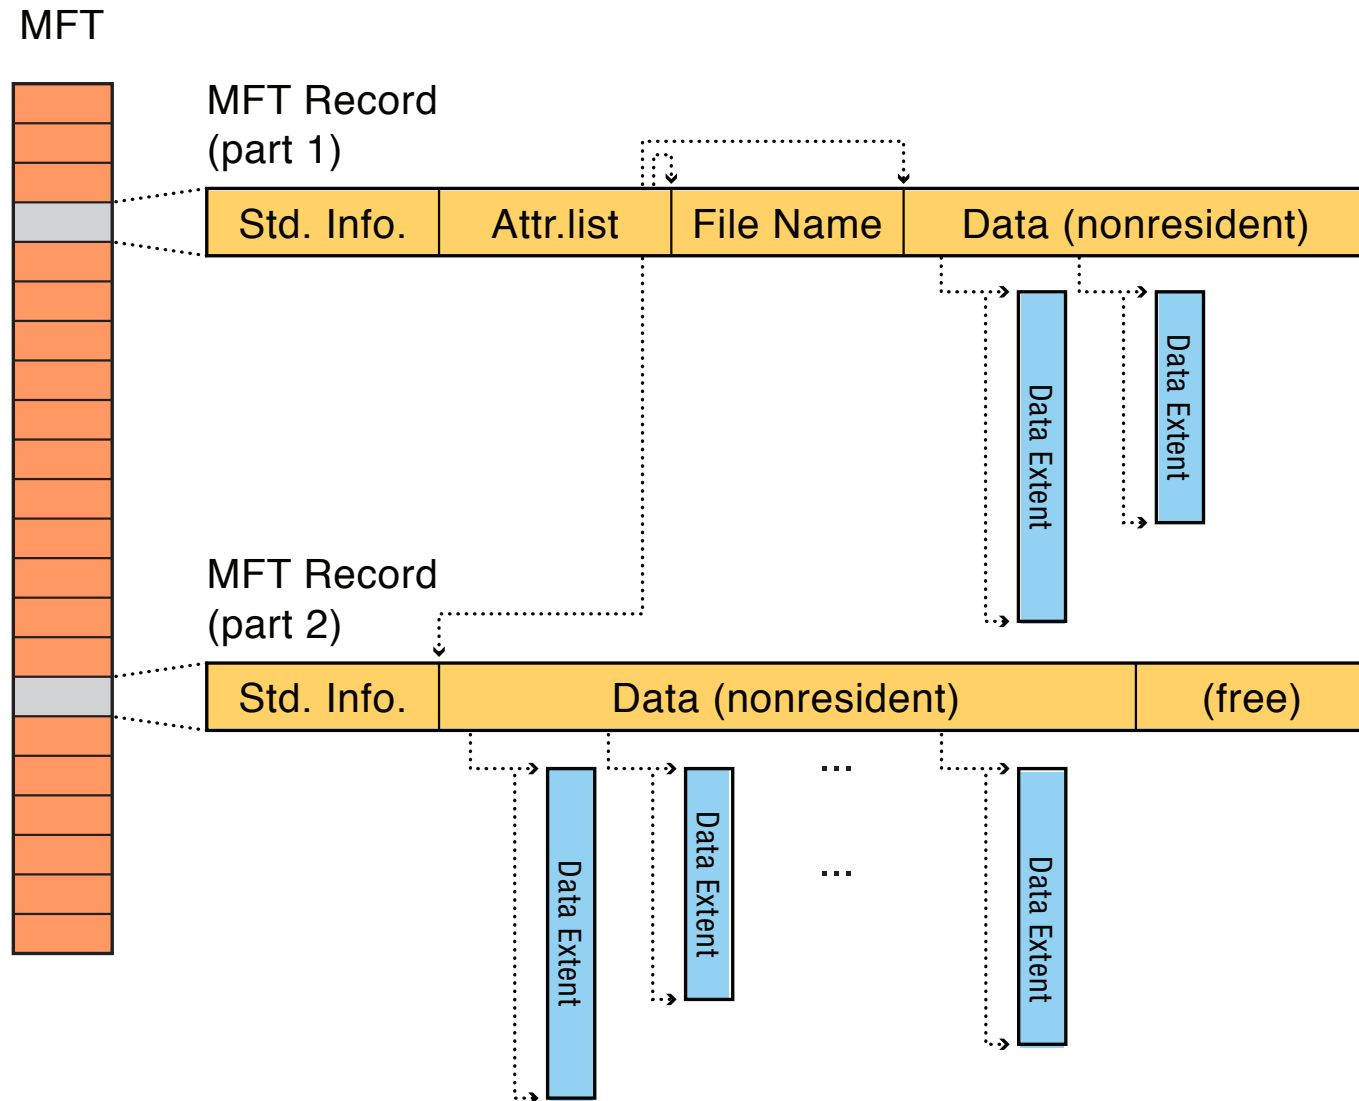 MFT
MFT Record
(part 1)
Std. Info.
Attr.list
File Name
Data (nonresident)
Data Extent
Data Extent
MFT Record
(part 2)
Std. Info.
Data (nonresident)
(free)
Data Extent
Data Extent
...
...
Data Extent